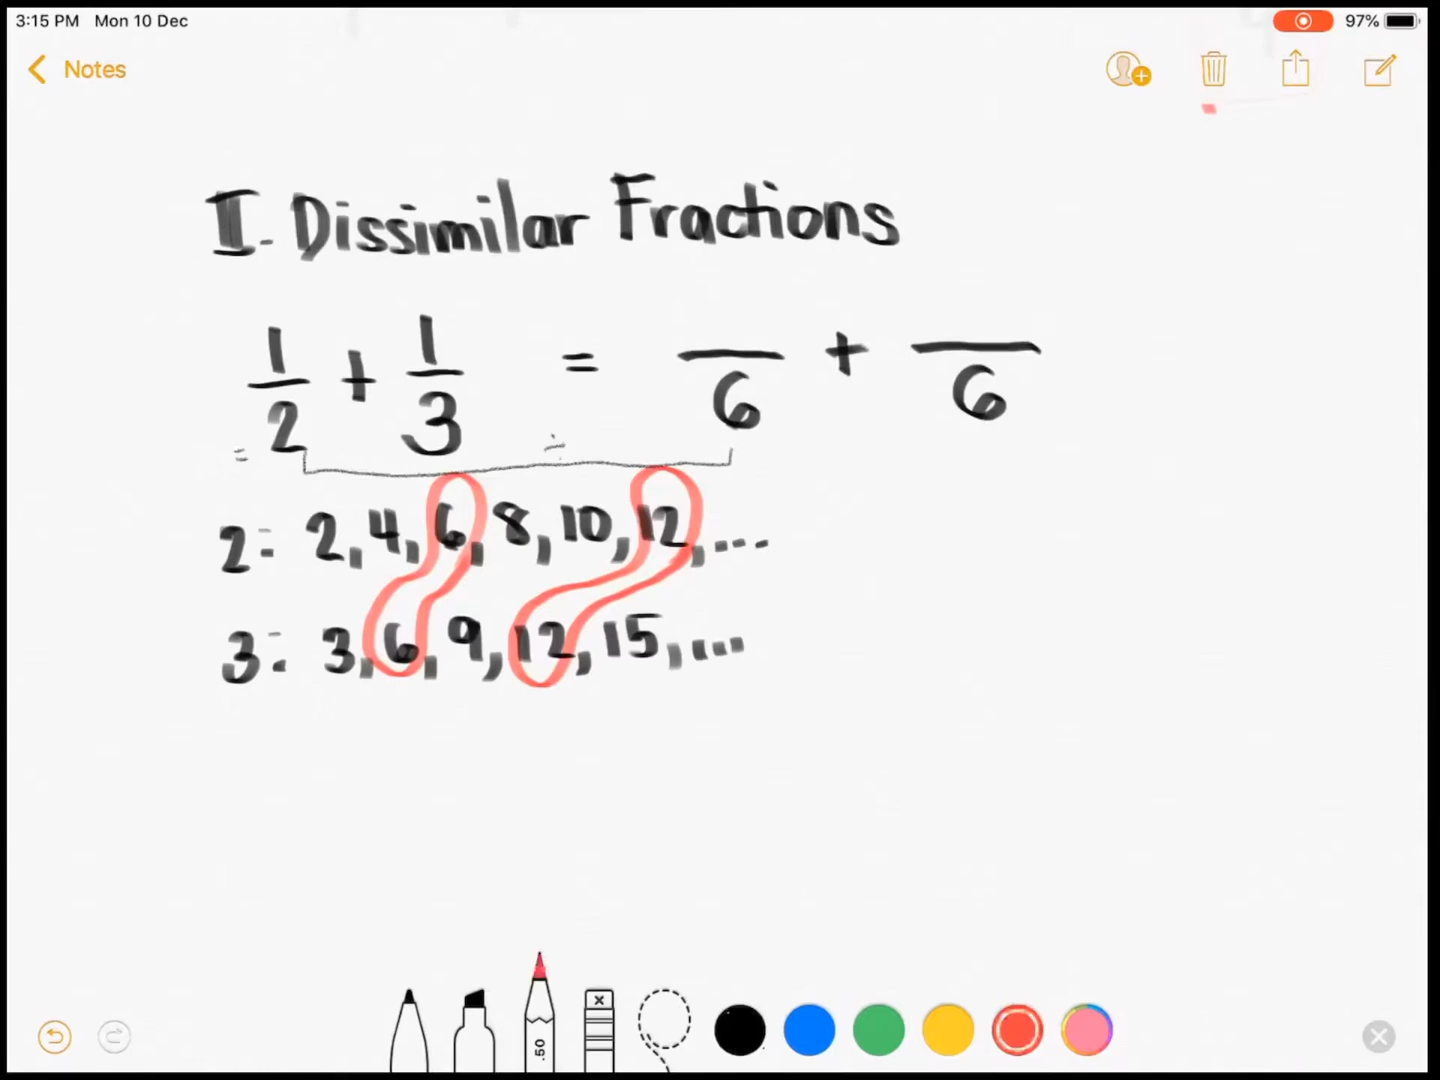 3:15 PM Mon 10 Dec 97%
Notes
I. Dissimilar Fractions
1/2 + 1/3 = /6 + /6
= ÷
2: 2, 4, 6, 8, 10, 12, ...
3: 3, 6, 9, 12, 15, ...
.50